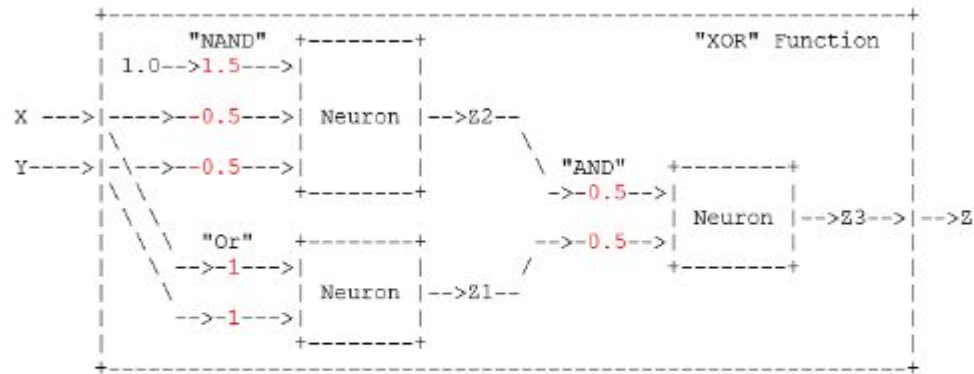 +---------------------------------------------------------------+
"NAND" +--------+ "XOR" Function |
| 1.0-->1.5--->| |
X --->|---->--0.5--->| Neuron |-->Z2--
Y---->|---->--0.5--->| | \ "AND" +--------+
+--------+ ->-0.5-->| |
"Or" +--------+ -->-0.5-->| Neuron |-->Z3-->|-->Z
-->-1--->| | / +--------+
| Neuron |-->Z1--
-->-1--->| |
+--------+
+---------------------------------------------------------------+